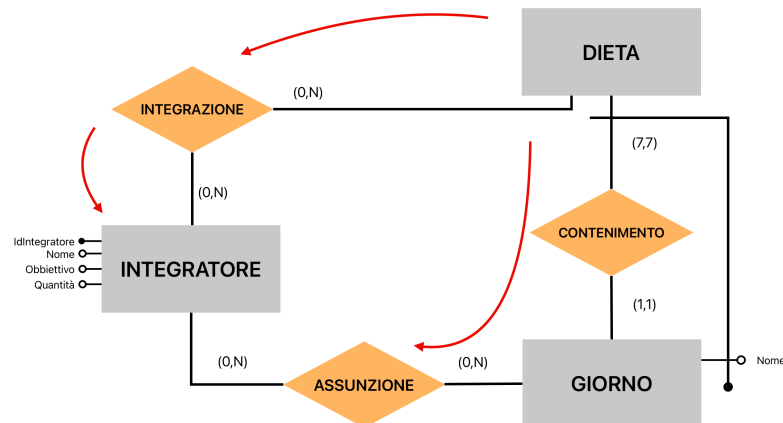 DIETA
INTEGRAZIONE
(0,N)
(7,7)
(0,N)
CONTENIMENTO
IdIntegratore
Nome
Obbiettivo
Quantità
INTEGRATORE
(1,1)
(0,N)
(0,N)
Nome
ASSUNZIONE
GIORNO